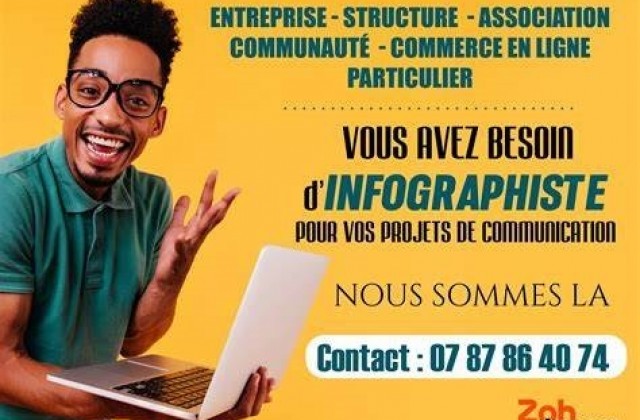 ENTREPRISE - STRUCTURE - ASSOCIATION
COMMUNAUTÉ - COMMERCE EN LIGNE
PARTICULIER
VOUS AVEZ BESOIN
d'INFOGRAPHISTE
POUR VOS PROJETS DE COMMUNICATION
NOUS SOMMES LA
Contact : 07 87 86 40 74